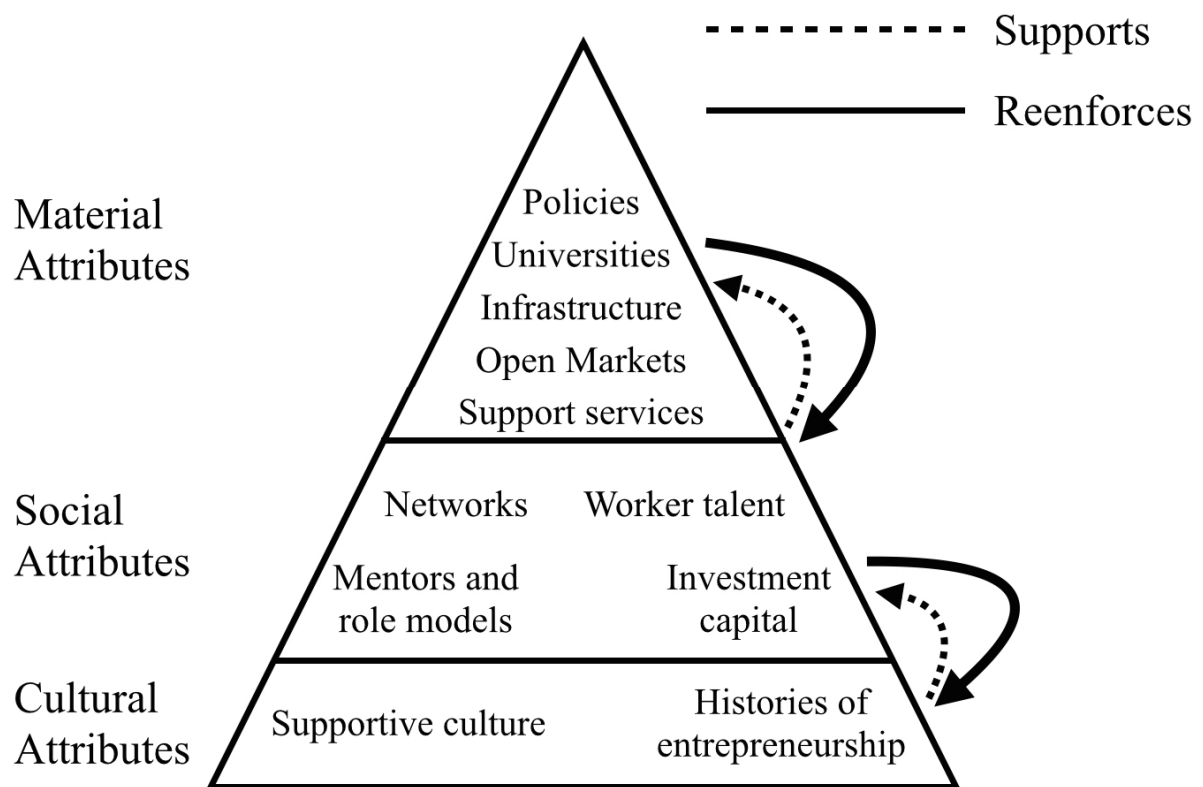 Supports
Reenforces
Material
Attributes
Policies
Universities
Infrastructure
Open Markets
Support services
Social
Attributes
Networks
Worker talent
Mentors and
role models
Investment
capital
Cultural
Attributes
Supportive culture
Histories of
entrepreneurship